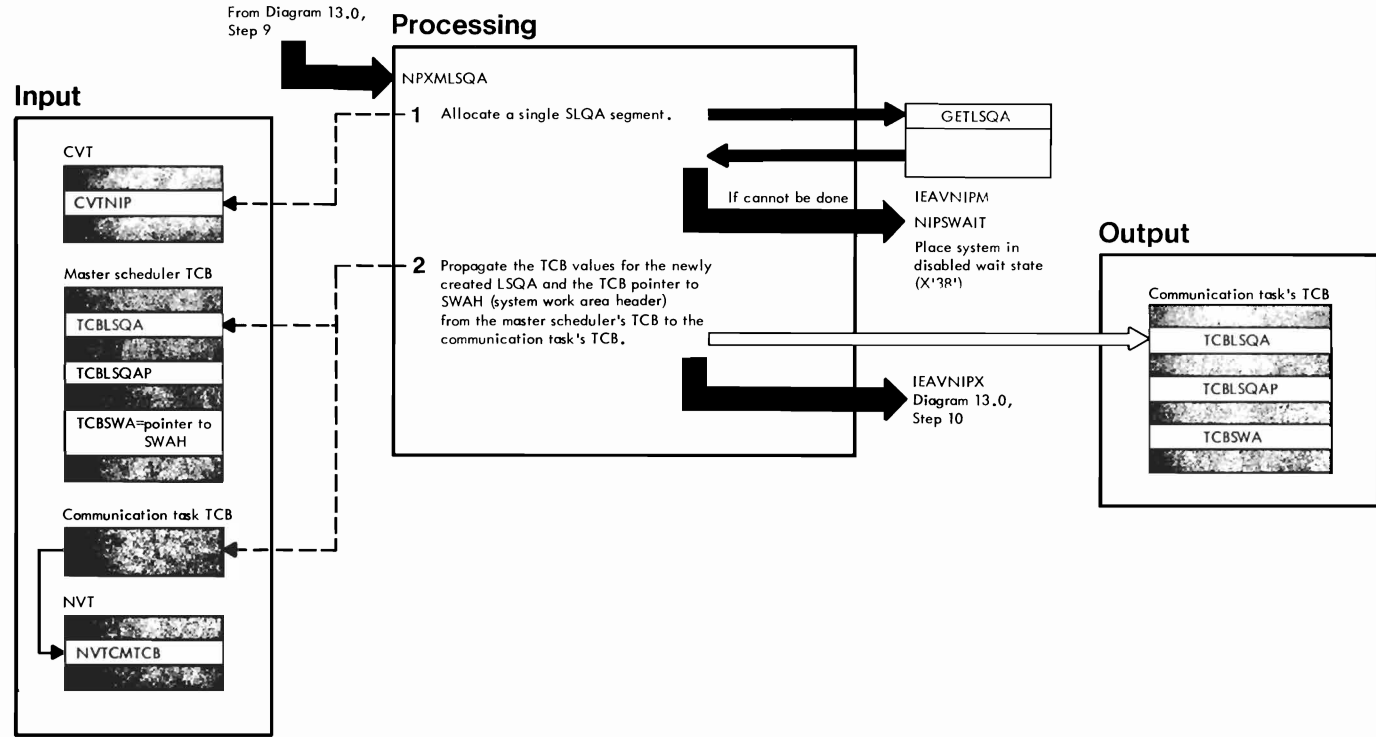 From Diagram 13.0,
Step 9
Processing
NPXMLSQA
1 Allocate a single SLQA segment.
GETLSQA
If cannot be done
IEAVNIPM
NIPSWAIT
Place system in
disabled wait state
(X'38')
2 Propagate the TCB values for the newly
created LSQA and the TCB pointer to
SWAH (system work area header)
from the master scheduler's TCB to the
communication task's TCB.
IEAVNIPX
Diagram 13.0,
Step 10
Input
CVT
CVTNIP
Master scheduler TCB
TCBLSQA
TCBLSQAP
TCBSWA=pointer to
SWAH
Communication task TCB
NVT
NVTCMTCB
Output
Communication task's TCB
TCBLSQA
TCBLSQAP
TCBSWA